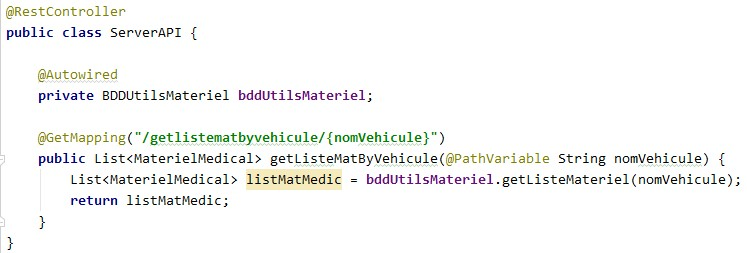 @RestController
public class ServerAPI {
@Autowired
private BDDUtilsMateriel bddUtilsMateriel;
@GetMapping("/getlistematbyvehicule/{nomVehicule}")
public List<MaterielMedical> getListeMatByVehicule(@PathVariable String nomVehicule) {
List<MaterielMedical> listMatMedic = bddUtilsMateriel.getListeMateriel(nomVehicule);
return listMatMedic;
}
}